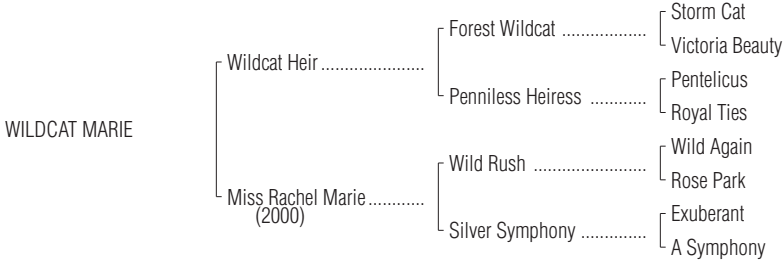 Storm Cat
Forest Wildcat ..................
Victoria Beauty
Wildcat Heir ......................
Pentelicus
Penniless Heiress ............
Royal Ties
WILDCAT MARIE
Wild Again
Wild Rush ........................
Rose Park
Miss Rachel Marie ............
(2000)
Exuberant
Silver Symphony ..............
A Symphony